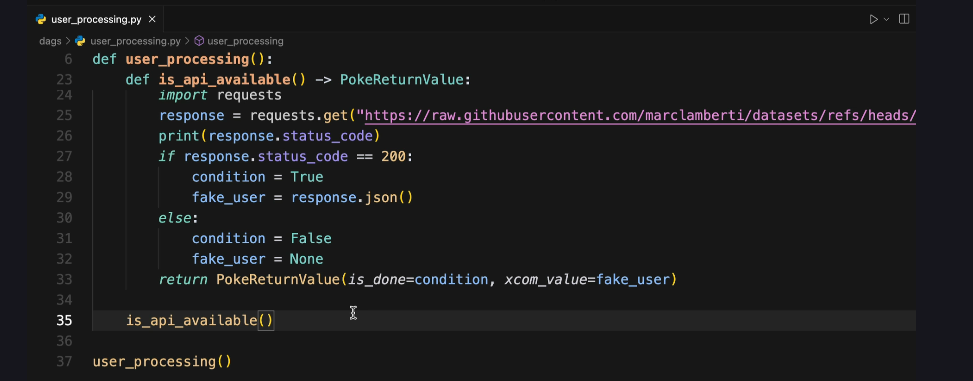 user_processing.py ×
dags > user_processing.py > user_processing
6 def user_processing():
23     def is_api_available() -> PokeReturnValue:
24         import requests
25         response = requests.get("https://raw.githubusercontent.com/marclamberti/datasets/refs/heads/
26         print(response.status_code)
27         if response.status_code == 200:
28             condition = True
29             fake_user = response.json()
30         else:
31             condition = False
32             fake_user = None
33         return PokeReturnValue(is_done=condition, xcom_value=fake_user)
34
35     is_api_available()
36
37 user_processing()